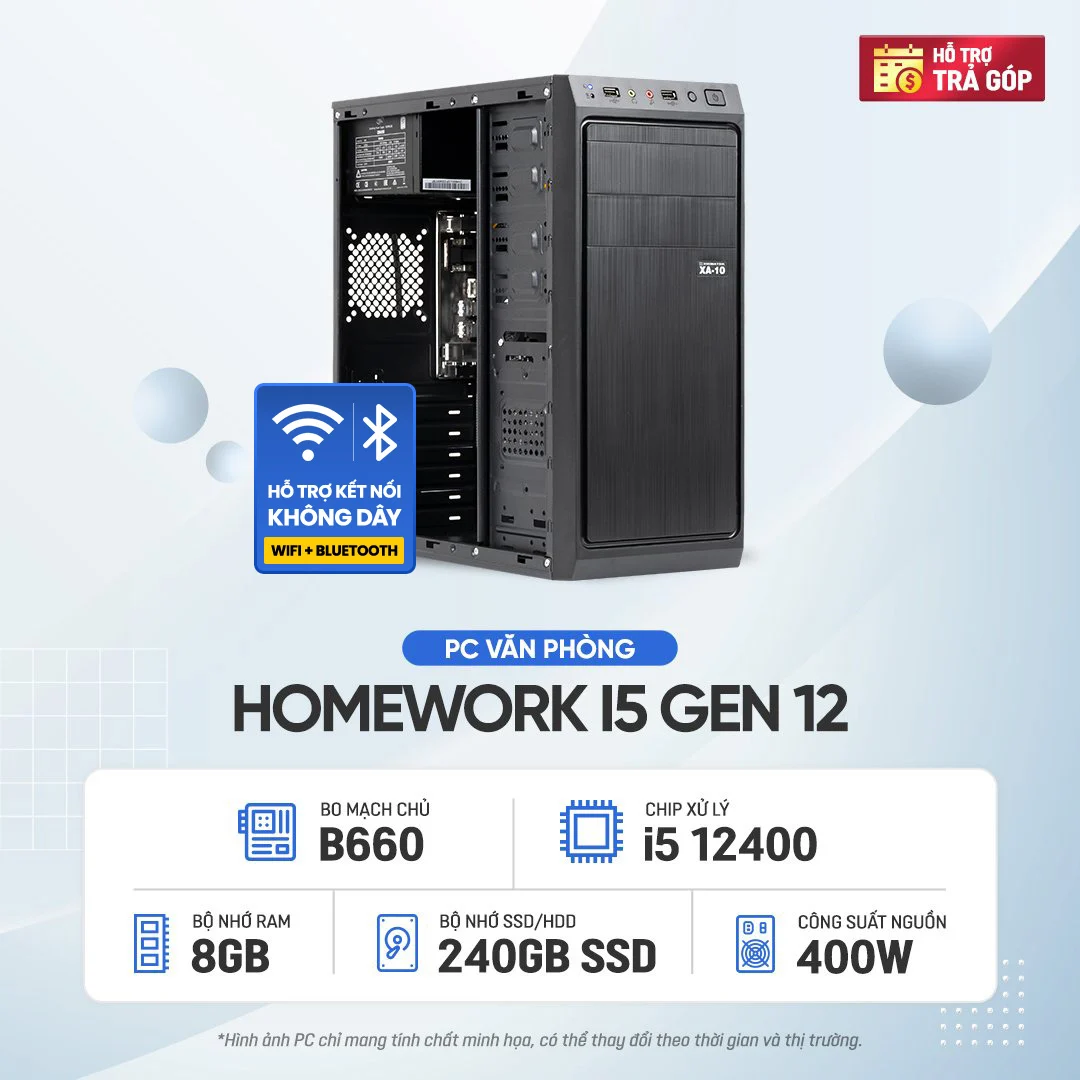 HỖ TRỢ
TRẢ GÓP
XA-10
HỖ TRỢ KẾT NỐI
KHÔNG DÂY
WIFI + BLUETOOTH
PC VĂN PHÒNG
HOMEWORK I5 GEN 12
BO MẠCH CHỦ
B660
CHIP XỬ LÝ
i5 12400
BỘ NHỚ RAM
8GB
BỘ NHỚ SSD/HDD
240GB SSD
CÔNG SUẤT NGUỒN
400W
*Hình ảnh PC chỉ mang tính chất minh họa, có thể thay đổi theo thời gian và thị trường.